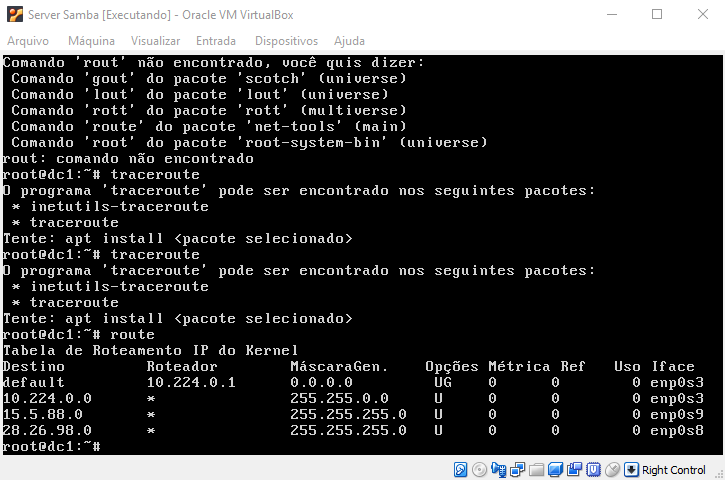 Server Samba [Executando] - Oracle VM VirtualBox
Arquivo Máquina Visualizar Entrada Dispositivos Ajuda
Comando 'rout' não encontrado, você quis dizer:
 Comando 'gout' do pacote 'scotch' (universe)
 Comando 'lout' do pacote 'lout' (universe)
 Comando 'rott' do pacote 'rott' (multiverse)
 Comando 'route' do pacote 'net-tools' (main)
 Comando 'root' do pacote 'root-system-bin' (universe)
rout: comando não encontrado
root@dc1:~# traceroute
O programa 'traceroute' pode ser encontrado nos seguintes pacotes:
 * inetutils-traceroute
 * traceroute
Tente: apt install <pacote selecionado>
root@dc1:~# traceroute
O programa 'traceroute' pode ser encontrado nos seguintes pacotes:
 * inetutils-traceroute
 * traceroute
Tente: apt install <pacote selecionado>
root@dc1:~# route
Tabela de Roteamento IP do Kernel
Destino Roteador MáscaraGen. Opções Métrica Ref Uso Iface
default 10.224.0.1 0.0.0.0 UG 0 0 0 enp0s3
10.224.0.0 * 255.255.0.0 U 0 0 0 enp0s3
15.5.88.0 * 255.255.255.0 U 0 0 0 enp0s9
28.26.98.0 * 255.255.255.0 U 0 0 0 enp0s8
root@dc1:~#
Right Control